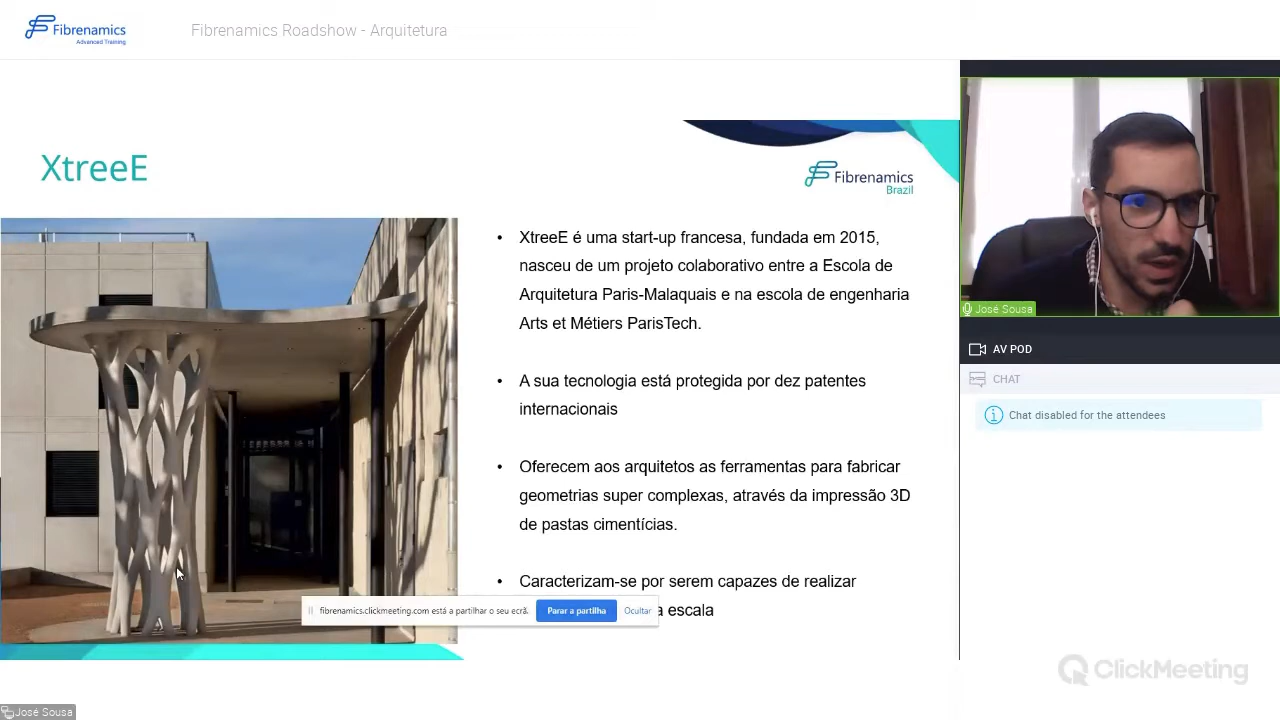 Fibrenamics
Advanced Training
Fibrenamics Roadshow - Arquitetura
XtreeE
Fibrenamics
Brazil
• XtreeE é uma start-up francesa, fundada em 2015,
nasceu de um projeto colaborativo entre a Escola de
Arquitetura Paris-Malaquais e na escola de engenharia
Arts et Métiers ParisTech.
• A sua tecnologia está protegida por dez patentes
internacionais
• Oferecem aos arquitetos as ferramentas para fabricar
geometrias super complexas, através da impressão 3D
de pastas cimentícias.
• Caracterizam-se por serem capazes de realizar
a escala
fibrenamics.clickmeeting.com está a partilhar o seu ecrã.
Parar a partilha
Ocultar
José Sousa
AV POD
CHAT
Chat disabled for the attendees
ClickMeeting
José Sousa